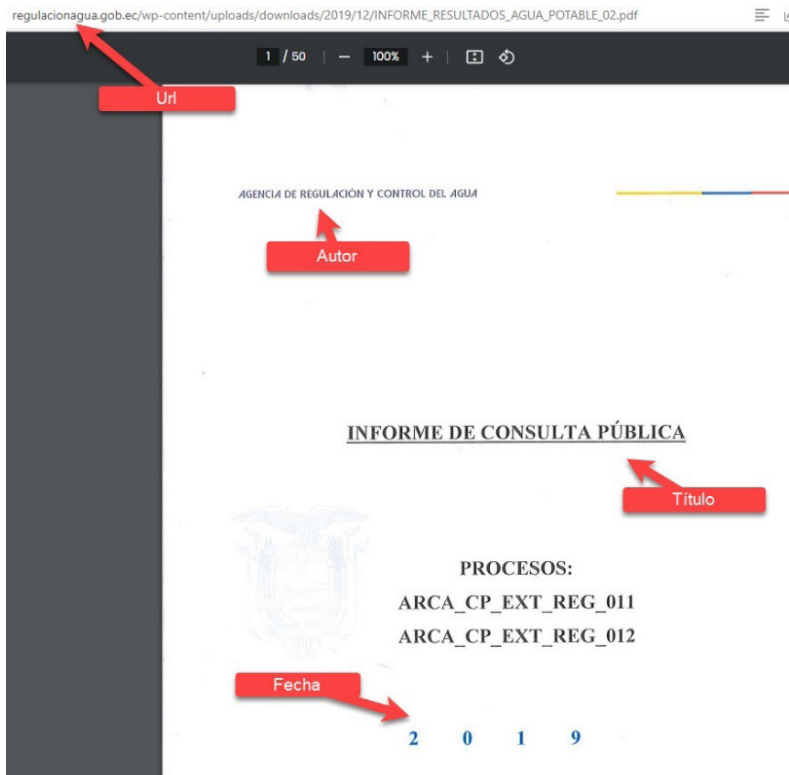 regulacionagua.gob.ec/wp-content/uploads/downloads/2019/12/INFORME_RESULTADOS_AGUA_POTABLE_02.pdf
1 / 50 | − 100% + |
Url
AGENCIA DE REGULACIÓN Y CONTROL DEL AGUA
Autor
INFORME DE CONSULTA PÚBLICA
Título
PROCESOS:
ARCA_CP_EXT_REG_011
ARCA_CP_EXT_REG_012
Fecha
2 0 1 9